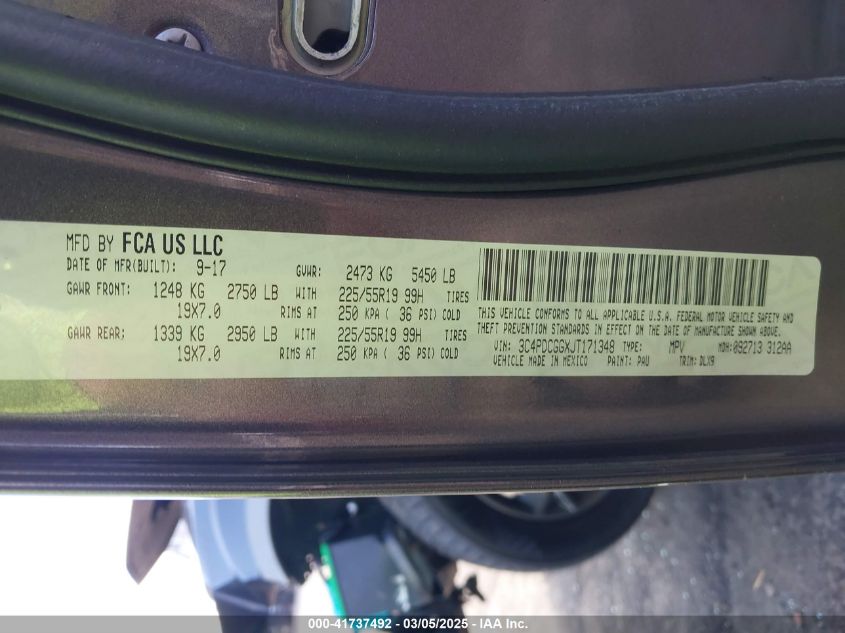 MFD BY FCA US LLC
DATE OF MFR(BUILT): 9-17 GVWR: 2473 KG 5450 LB
GAWR FRONT: 1248 KG 2750 LB WITH 225/55R19 99H TIRES
19X7.0 RIMS AT 250 KPA ( 36 PSI) COLD
GAWR REAR: 1339 KG 2950 LB WITH 225/55R19 99H TIRES
19X7.0 RIMS AT 250 KPA ( 36 PSI) COLD
THIS VEHICLE CONFORMS TO ALL APPLICABLE U.S.A. FEDERAL MOTOR VEHICLE SAFETY AND
THEFT PREVENTION STANDARDS IN EFFECT ON THE DATE OF MANUFACTURE SHOWN ABOVE.
VIN: 3C4PDCGGXJT171348 TYPE: MPV MDH: 092713 312AA
VEHICLE MADE IN MEXICO PAINT: PAU TRIM: DLX9
000-41737492 — 03/05/2025 — IAA Inc.